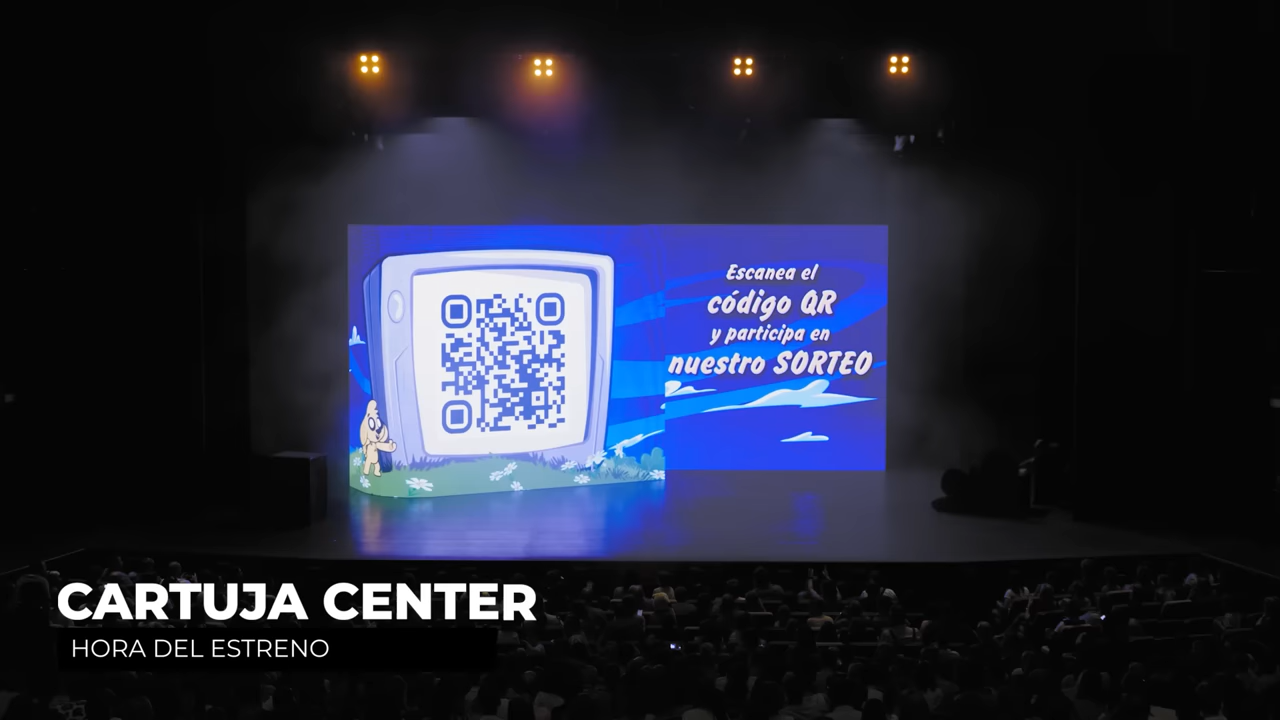 Escanea el
código QR
y participa en
nuestro SORTEO
CARTUJA CENTER
HORA DEL ESTRENO